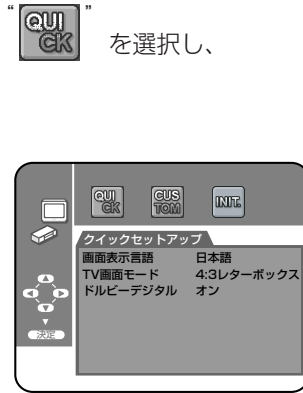 “QUICK” を選択し、
QUICK CUSTOM INIT.
クイックセットアップ
画面表示言語 日本語
TV画面モード 4:3レターボックス
ドルビーデジタル オン
決定